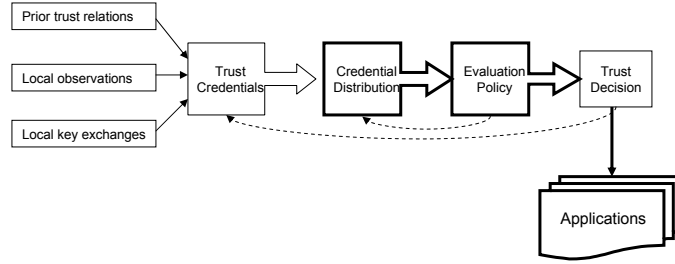 Prior trust relations
Local observations
Local key exchanges
Trust
Credentials
Credential
Distribution
Evaluation
Policy
Trust
Decision
Applications